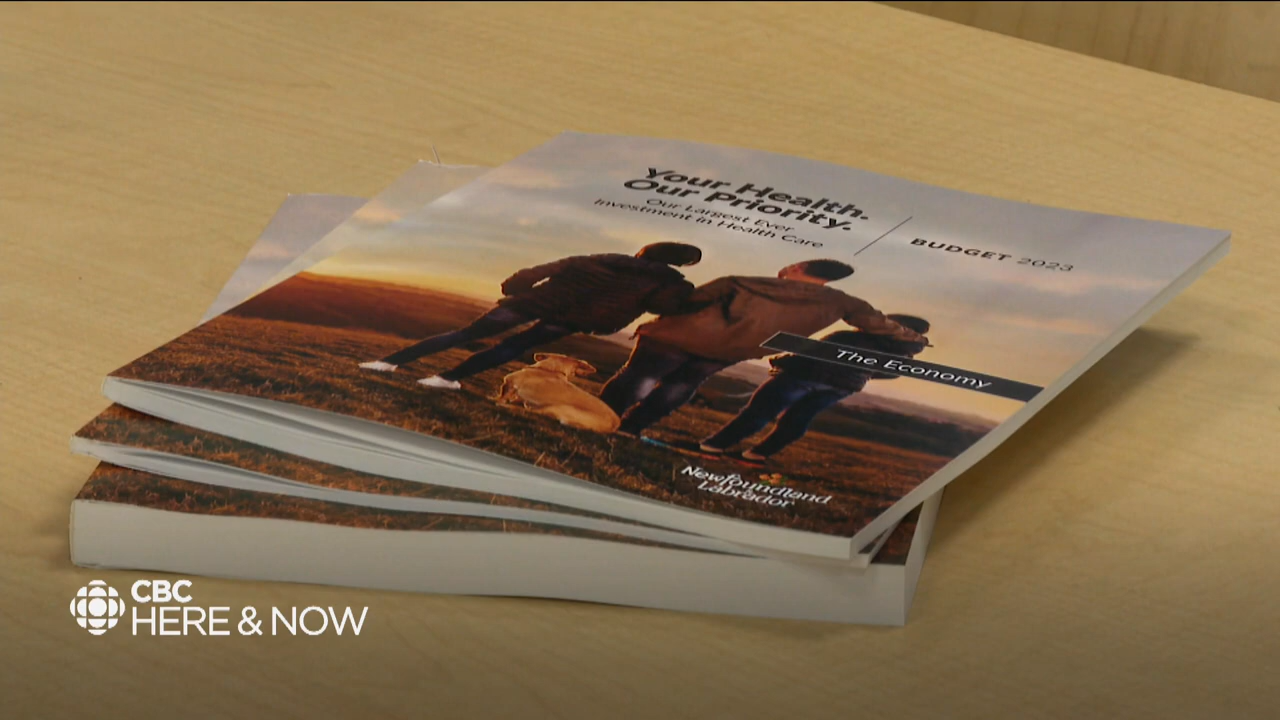 Your Health.
Our Priority.
Our Largest Ever
Investment in Health Care
BUDGET 2023
The Economy
Newfoundland
Labrador
CBC
HERE & NOW